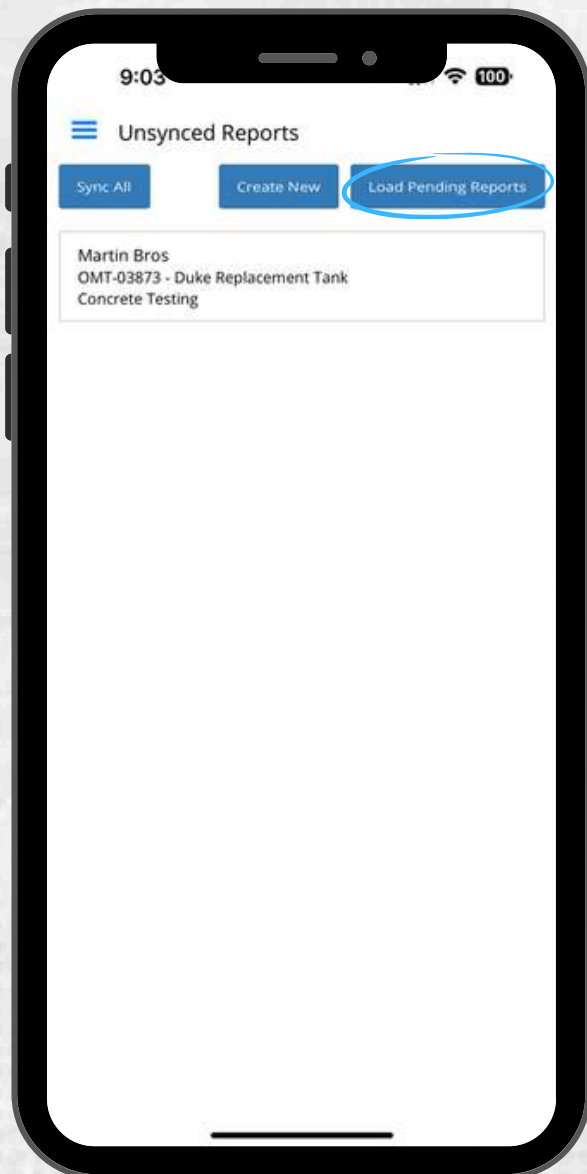 9:03
100
Unsynced Reports
Sync All
Create New
Load Pending Reports
Martin Bros
OMT-03873 - Duke Replacement Tank
Concrete Testing